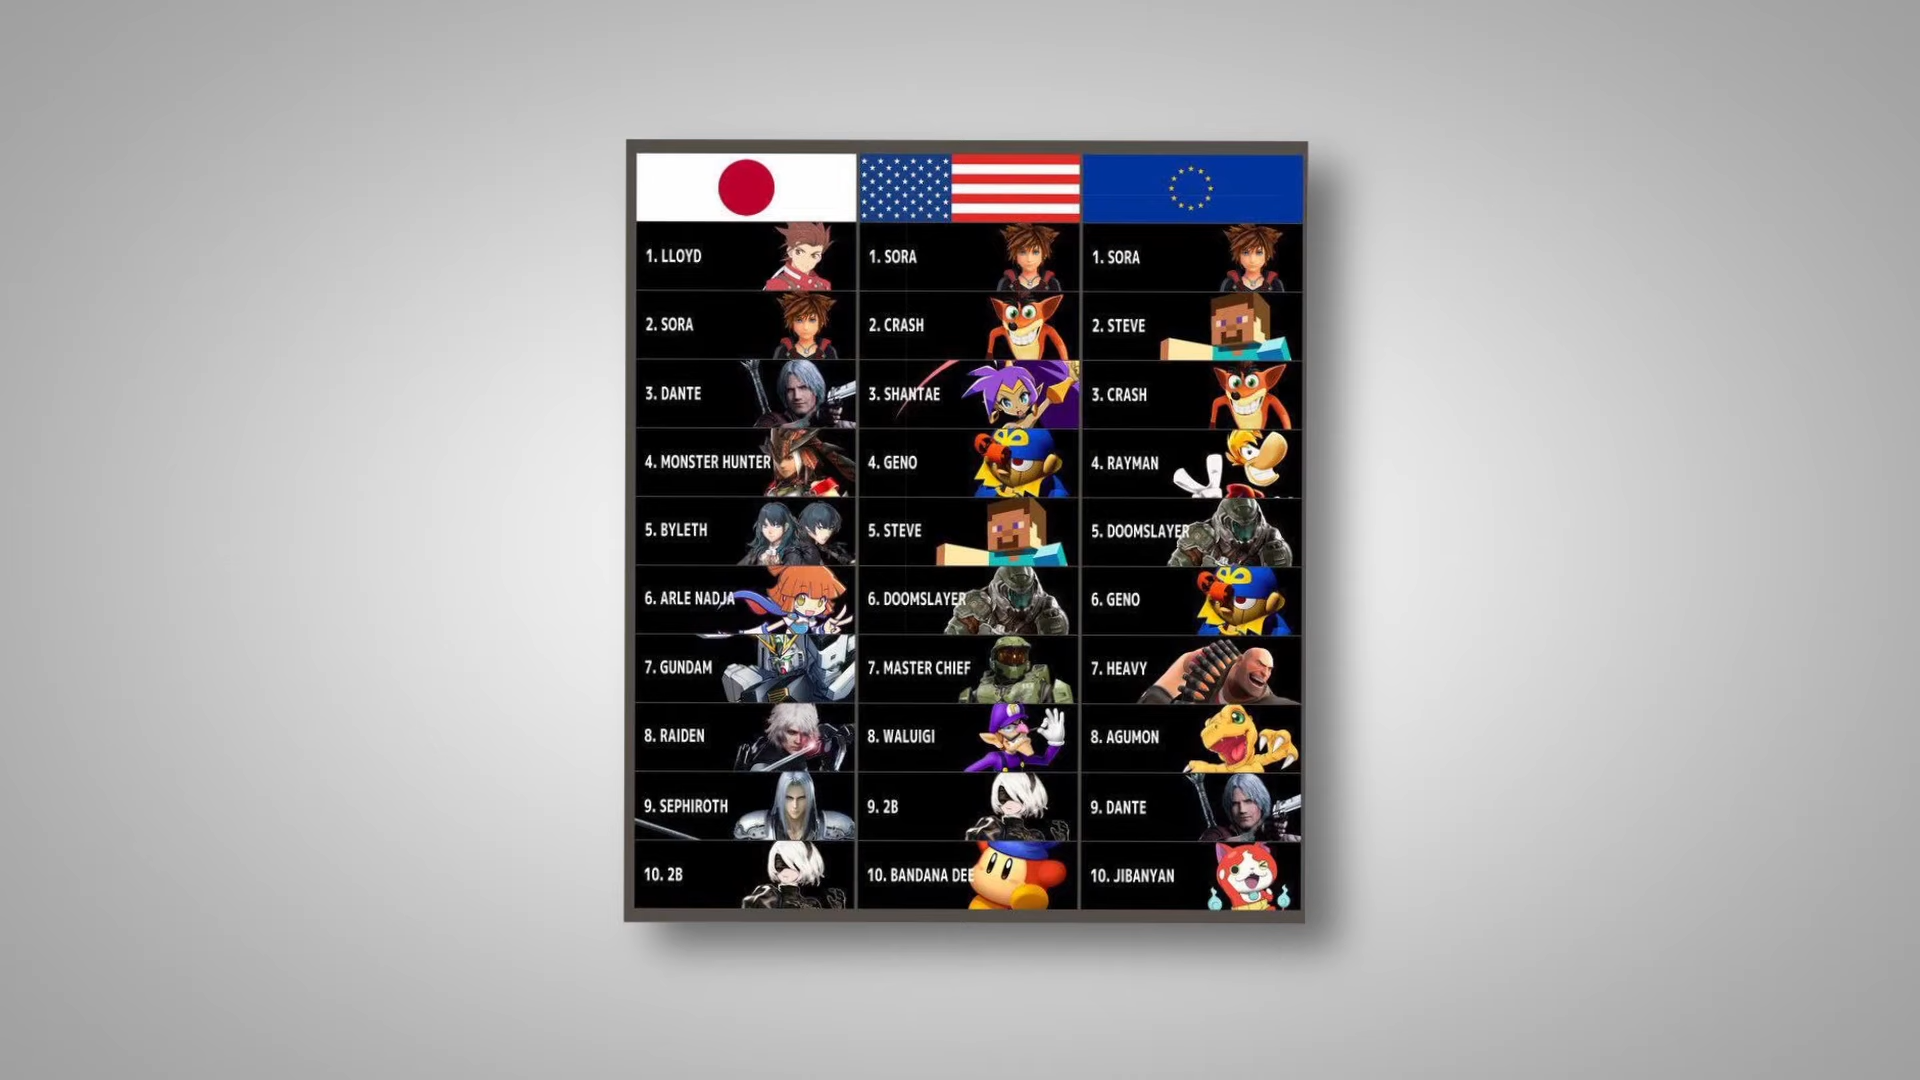 1. LLOYD
2. SORA
3. DANTE
4. MONSTER HUNTER
5. BYLETH
6. ARLE NADJA
7. GUNDAM
8. RAIDEN
9. SEPHIROTH
10. 2B
1. SORA
2. CRASH
3. SHANTAE
4. GENO
5. STEVE
6. DOOMSLAYER
7. MASTER CHIEF
8. WALUIGI
9. 2B
10. BANDANA DEE
1. SORA
2. STEVE
3. CRASH
4. RAYMAN
5. DOOMSLAYER
6. GENO
7. HEAVY
8. AGUMON
9. DANTE
10. JIBANYAN